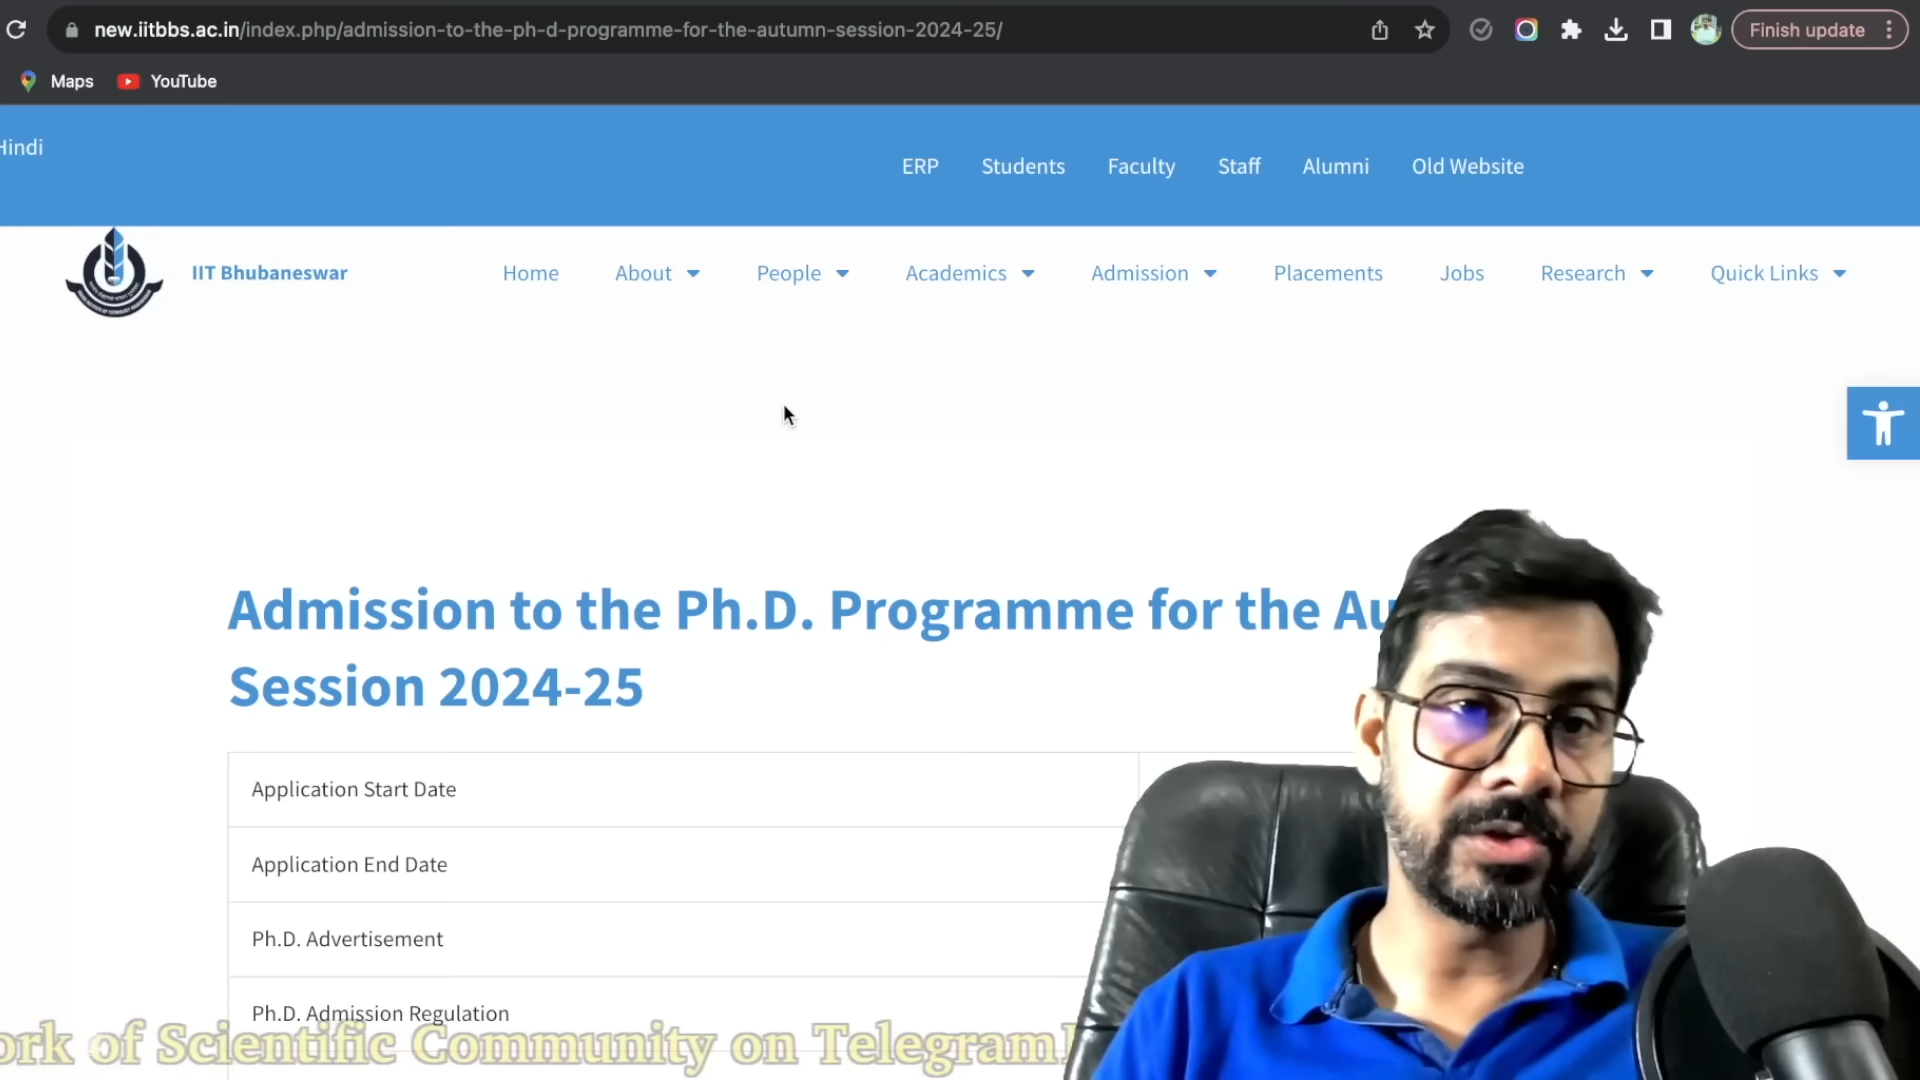 new.iitbbs.ac.in/index.php/admission-to-the-ph-d-programme-for-the-autumn-session-2024-25/
Finish update
Maps
YouTube
Hindi
ERP
Students
Faculty
Staff
Alumni
Old Website
IIT Bhubaneswar
Home
About
People
Academics
Admission
Placements
Jobs
Research
Quick Links
Admission to the Ph.D. Programme for the Au
Session 2024-25
Application Start Date
Application End Date
Ph.D. Advertisement
Ph.D. Admission Regulation
ork of Scientific Community on Telegram